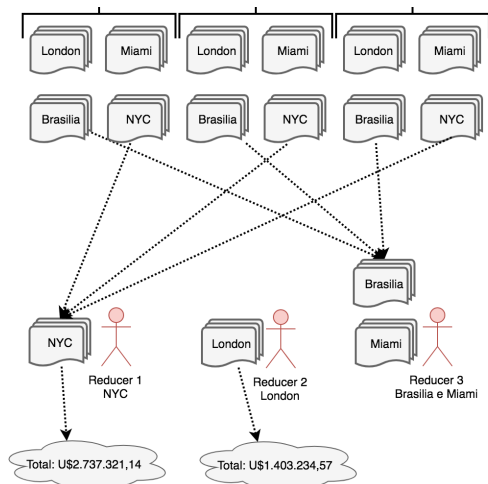 London
Miami
London
Miami
London
Miami
Brasilia
NYC
Brasilia
NYC
Brasilia
NYC
Brasilia
NYC
London
Miami
Reducer 1
NYC
Reducer 2
London
Reducer 3
Brasilia e Miami
Total: U$2.737.321,14
Total: U$1.403.234,57